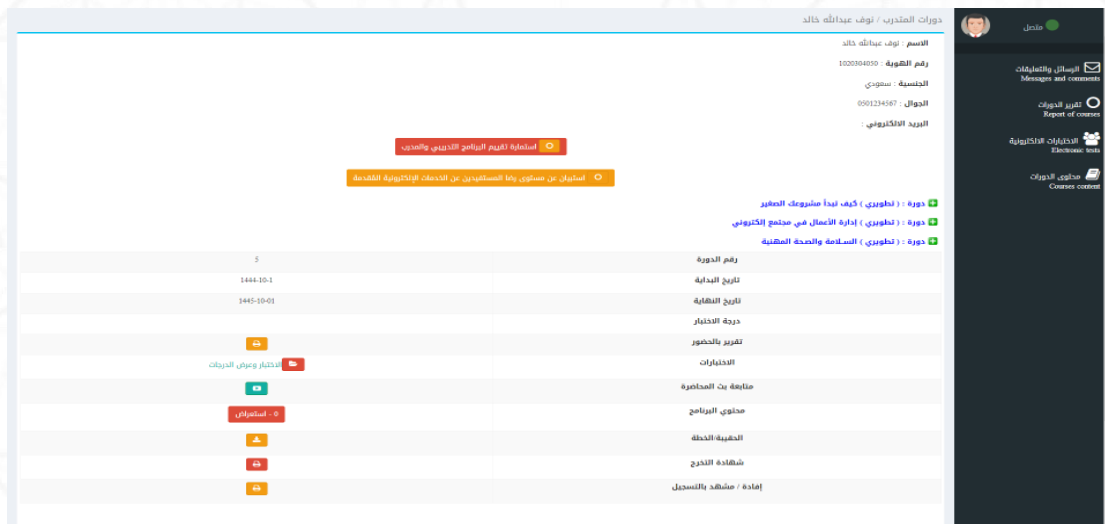 متصل
الرسائل والتعليقات
Messages and comments
تقرير الدورات
Report of courses
الاختبارات الالكترونية
Electronic tests
محتوى الدورات
Courses content
دورات المتدرب / نوف عبدالله خالد
الاسم : نوف عبدالله خالد
رقم الهوية : 1020304050
الجنسية : سعودي
الجوال : 0501234567
البريد الالكتروني :
استمارة تقييم البرنامج التدريبي والمدرب
استبيان عن مستوى رضا المستفيدين عن الخدمات الإلكترونية المُقدمة
دورة : ( تطويري ) كيف تبدأ مشروعك الصغير
دورة : ( تطويري ) إدارة الأعمال في مجتمع إلكتروني
دورة : ( تطويري ) السلامة والصحة المهنية
رقم الدورة 5
تاريخ البداية 1444-10-1
تاريخ النهاية 1445-10-01
درجة الاختبار
تقرير بالحضور
الاختبارات الاختبار وعرض الدرجات
متابعة بث المحاضرة
محتوي البرنامج 0 - استعراض
الحقيبة/الخطة
شهادة التخرج
إفادة / مشهد بالتسجيل